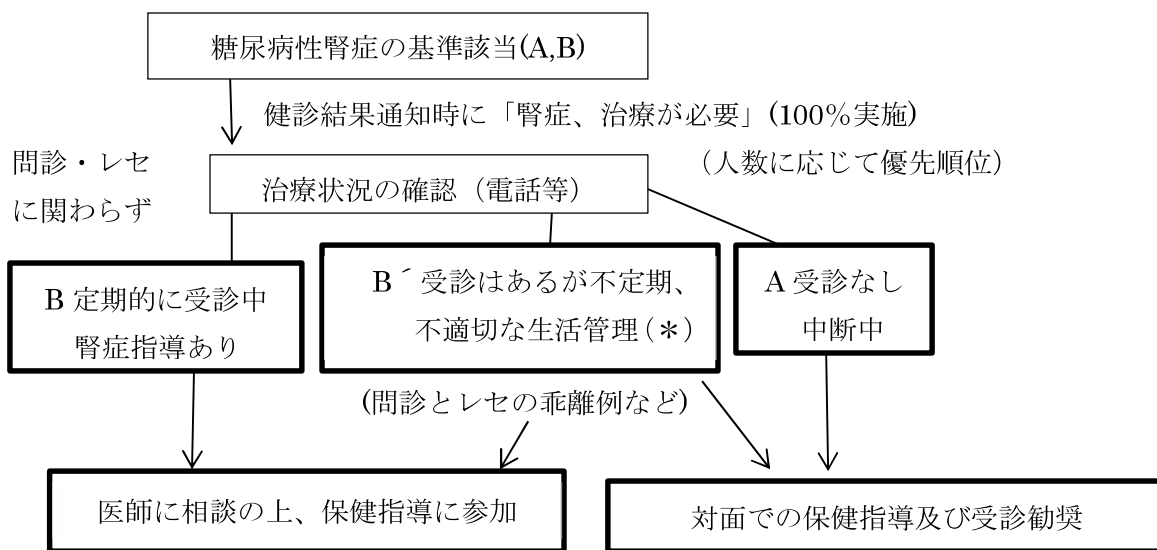 糖尿病性腎症の基準該当(A,B)
健診結果通知時に「腎症、治療が必要」(100%実施)
問診・レセ
に関わらず
(人数に応じて優先順位)
治療状況の確認(電話等)
B 定期的に受診中
腎症指導あり
B´受診はあるが不定期、
不適切な生活管理(*)
A 受診なし
中断中
(問診とレセの乖離例など)
医師に相談の上、保健指導に参加
対面での保健指導及び受診勧奨